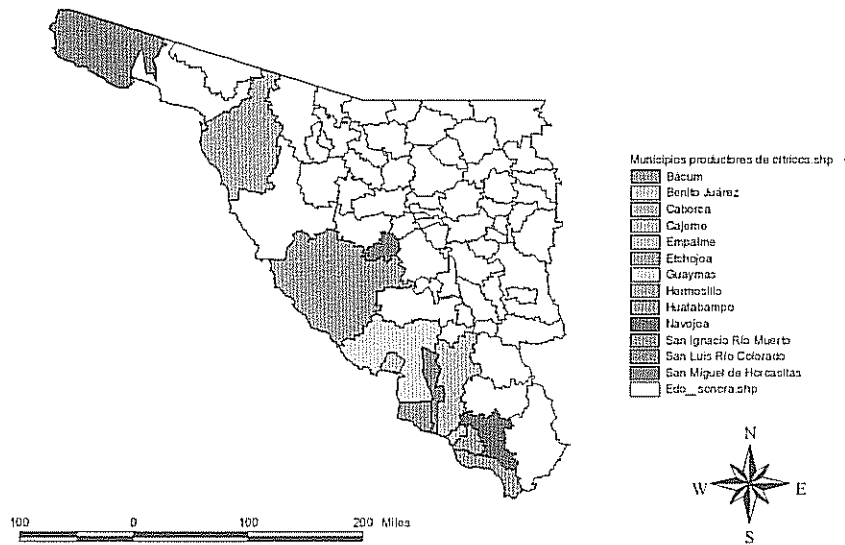 Municipios productores de cítricos.shp
Bácum
Benito Juárez
Caborca
Cajeme
Empalme
Etchojoa
Guaymas
Hermosillo
Huatabampo
Navojoa
San Ignacio Río Muerto
San Luis Río Colorado
San Miguel de Horcasitas
Edo_sonora.shp
N
W E
S
100 0 100 200 Miles